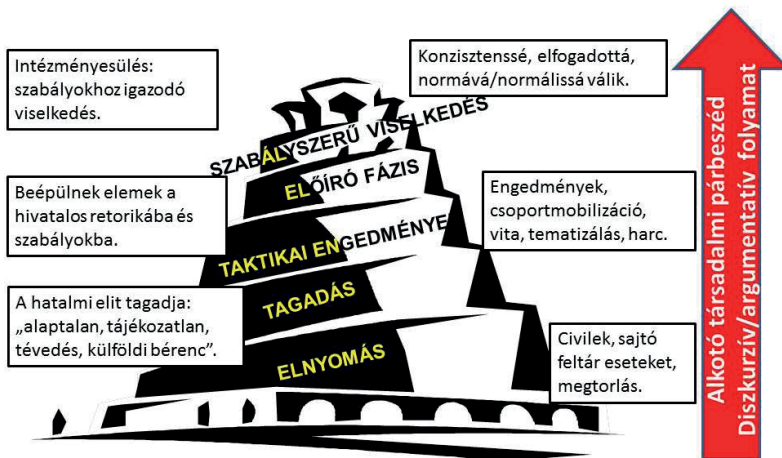 Intézményesülés:
szabályokhoz igazodó
viselkedés.
Konzisztenssé, elfogadottá,
normává/normálissá válik.
SZABÁLYSZERŰ VISELKEDÉS
ELŐÍRÓ FÁZIS
Beépülnek elemek a
hivatalos retorikába és
szabályokba.
Engedmények,
csoportmobilizáció,
vita, tematizálás, harc.
TAKTIKAI ENGEDMÉNYE
TAGADÁS
A hatalmi elit tagadja:
„alaptalan, tájékozatlan,
tévedés, külföldi bérenc”.
ELNYOMÁS
Civilek, sajtó
feltár eseteket,
megtorlás.
Alkotó társadalmi párbeszéd
Diszkurzív/argumentatív folyamat